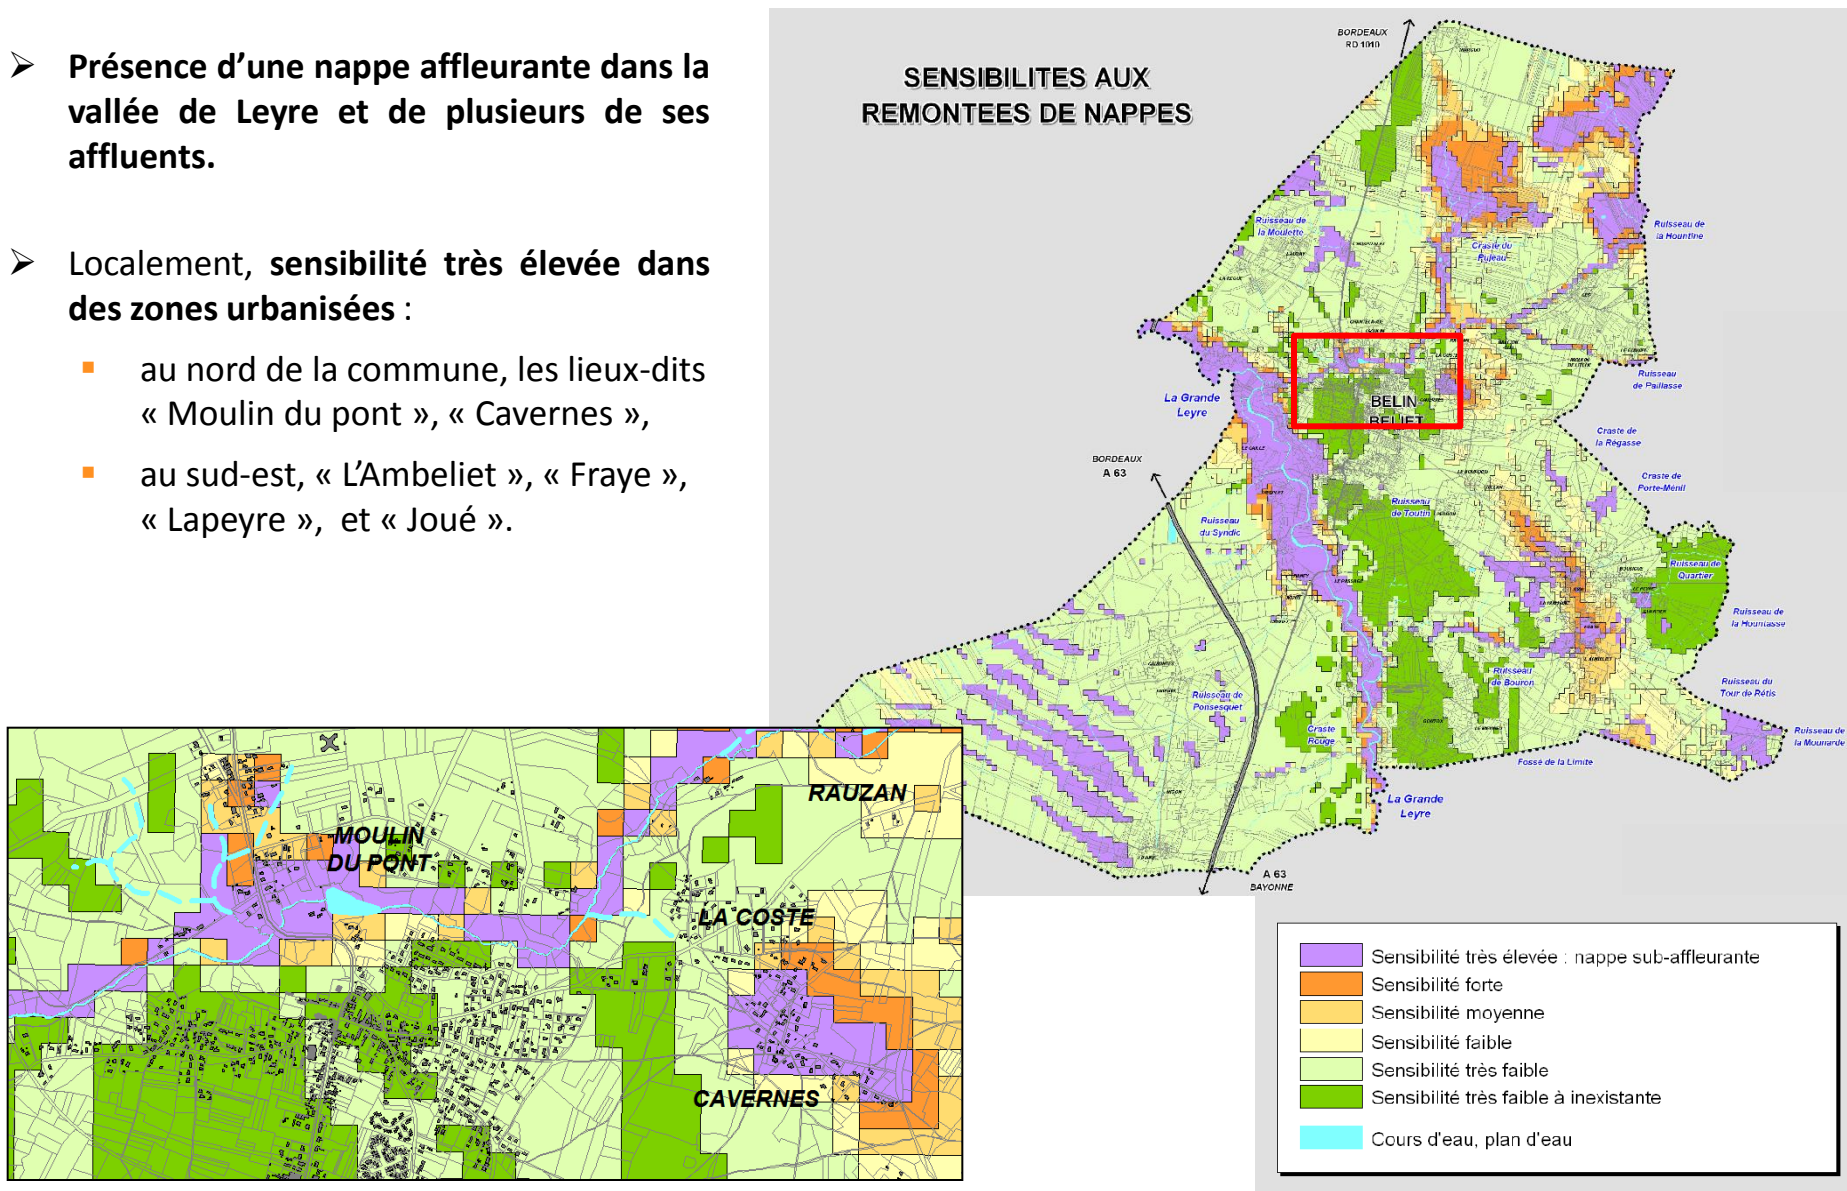 Présence d’une nappe affleurante dans la
vallée de Leyre et de plusieurs de ses
affluents.
Localement, sensibilité très élevée dans
des zones urbanisées :
au nord de la commune, les lieux-dits
« Moulin du pont », « Cavernes »,
au sud-est, « L’Ambeliet », « Fraye »,
« Lapeyre », et « Joué ».
SENSIBILITES AUX
REMONTEES DE NAPPES
BORDEAUX
RD 1010
Ruisseau de
la Moulette
Craste du
Pujeau
Ruisseau de
la Hountine
Ruisseau
de Paillasse
La Grande
Leyre
BELIN
BELIET
Craste de
la Régasse
BORDEAUX
A 63
Craste de
Porte-Ménil
Ruisseau
du Syndic
Ruisseau
de Toutin
Ruisseau de
Quartier
Ruisseau de
la Hountasse
Ruisseau
de Bouron
Ruisseau du
Tour de Rétis
Ruisseau de
Ponsesquet
Craste
Rouge
Ruisseau de
la Mounarde
Fossé de la Limite
La Grande
Leyre
A 63
BAYONNE
RAUZAN
MOULIN
DU PONT
LA COSTE
CAVERNES
Sensibilité très élevée : nappe sub-affleurante
Sensibilité forte
Sensibilité moyenne
Sensibilité faible
Sensibilité très faible
Sensibilité très faible à inexistante
Cours d'eau, plan d'eau